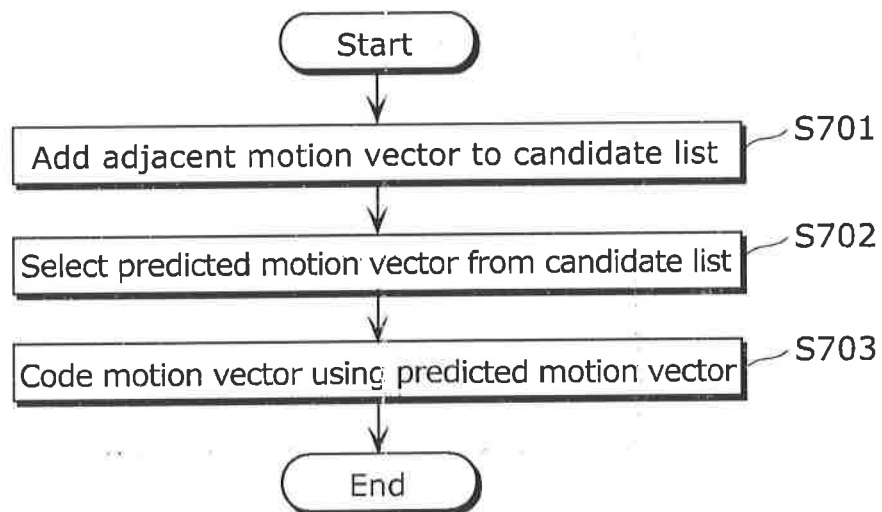 Start
Add adjacent motion vector to candidate list
S701
Select predicted motion vector from candidate list
S702
Code motion vector using predicted motion vector
S703
End